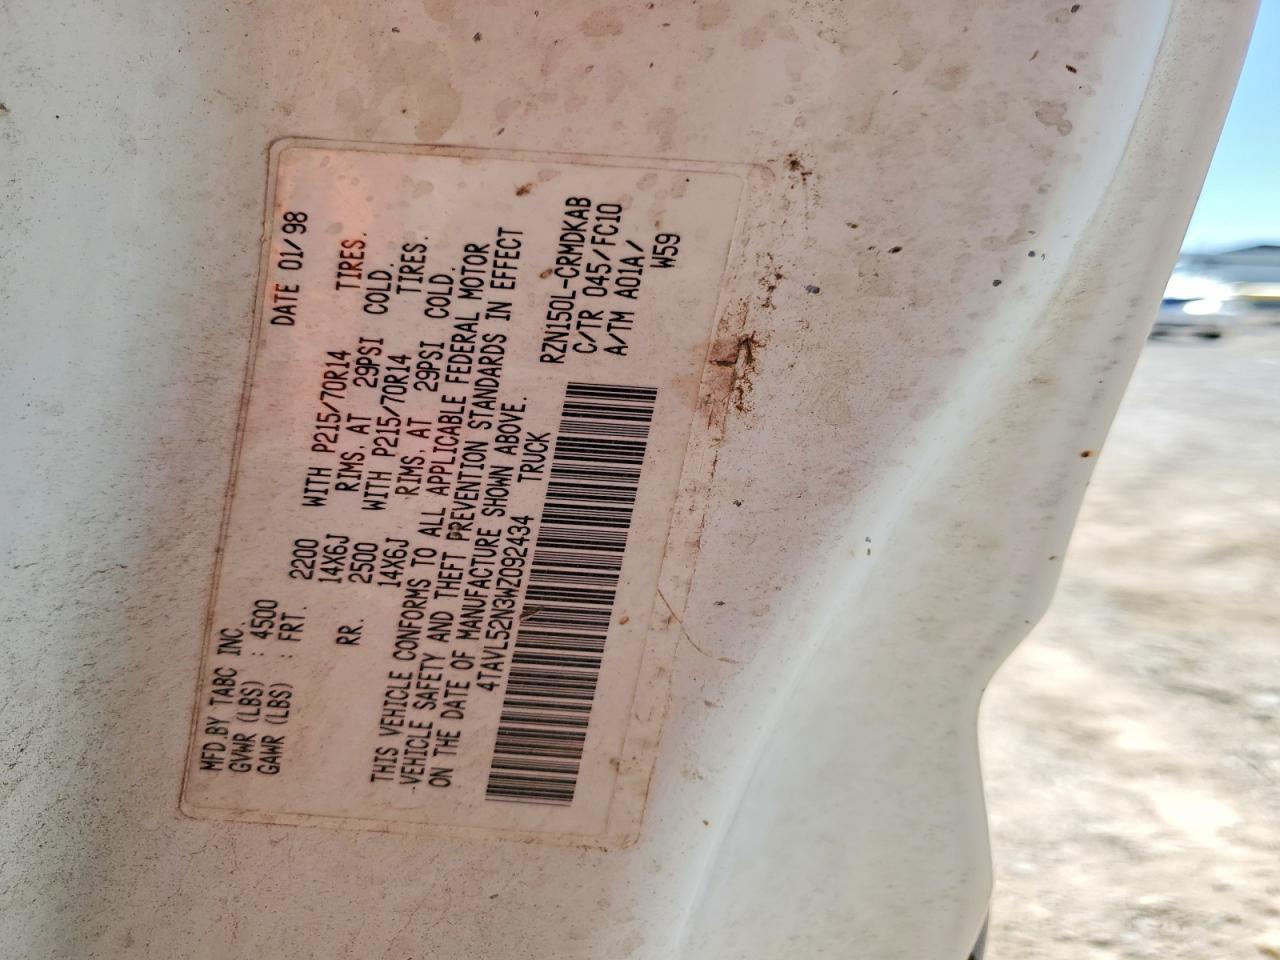 MFD.BY TABC INC. DATE 01/98
GVWR (LBS) : 4500
GAWR (LBS) : FRT. 2200 WITH P215/70R14 TIRES.
14X6J RIMS, AT 29PSI COLD.
RR. 2500 WITH P215/70R14 TIRES.
14X6J RIMS, AT 29PSI COLD.
THIS VEHICLE CONFORMS TO ALL APPLICABLE FEDERAL MOTOR
VEHICLE SAFETY AND THEFT PREVENTION STANDARDS IN EFFECT
ON THE DATE OF MANUFACTURE SHOWN ABOVE.
4TAVL52N3WZ092434 TRUCK
RZN150L-CRMDKAB
C/TR 045/FC10
A/TM A01A/
W59